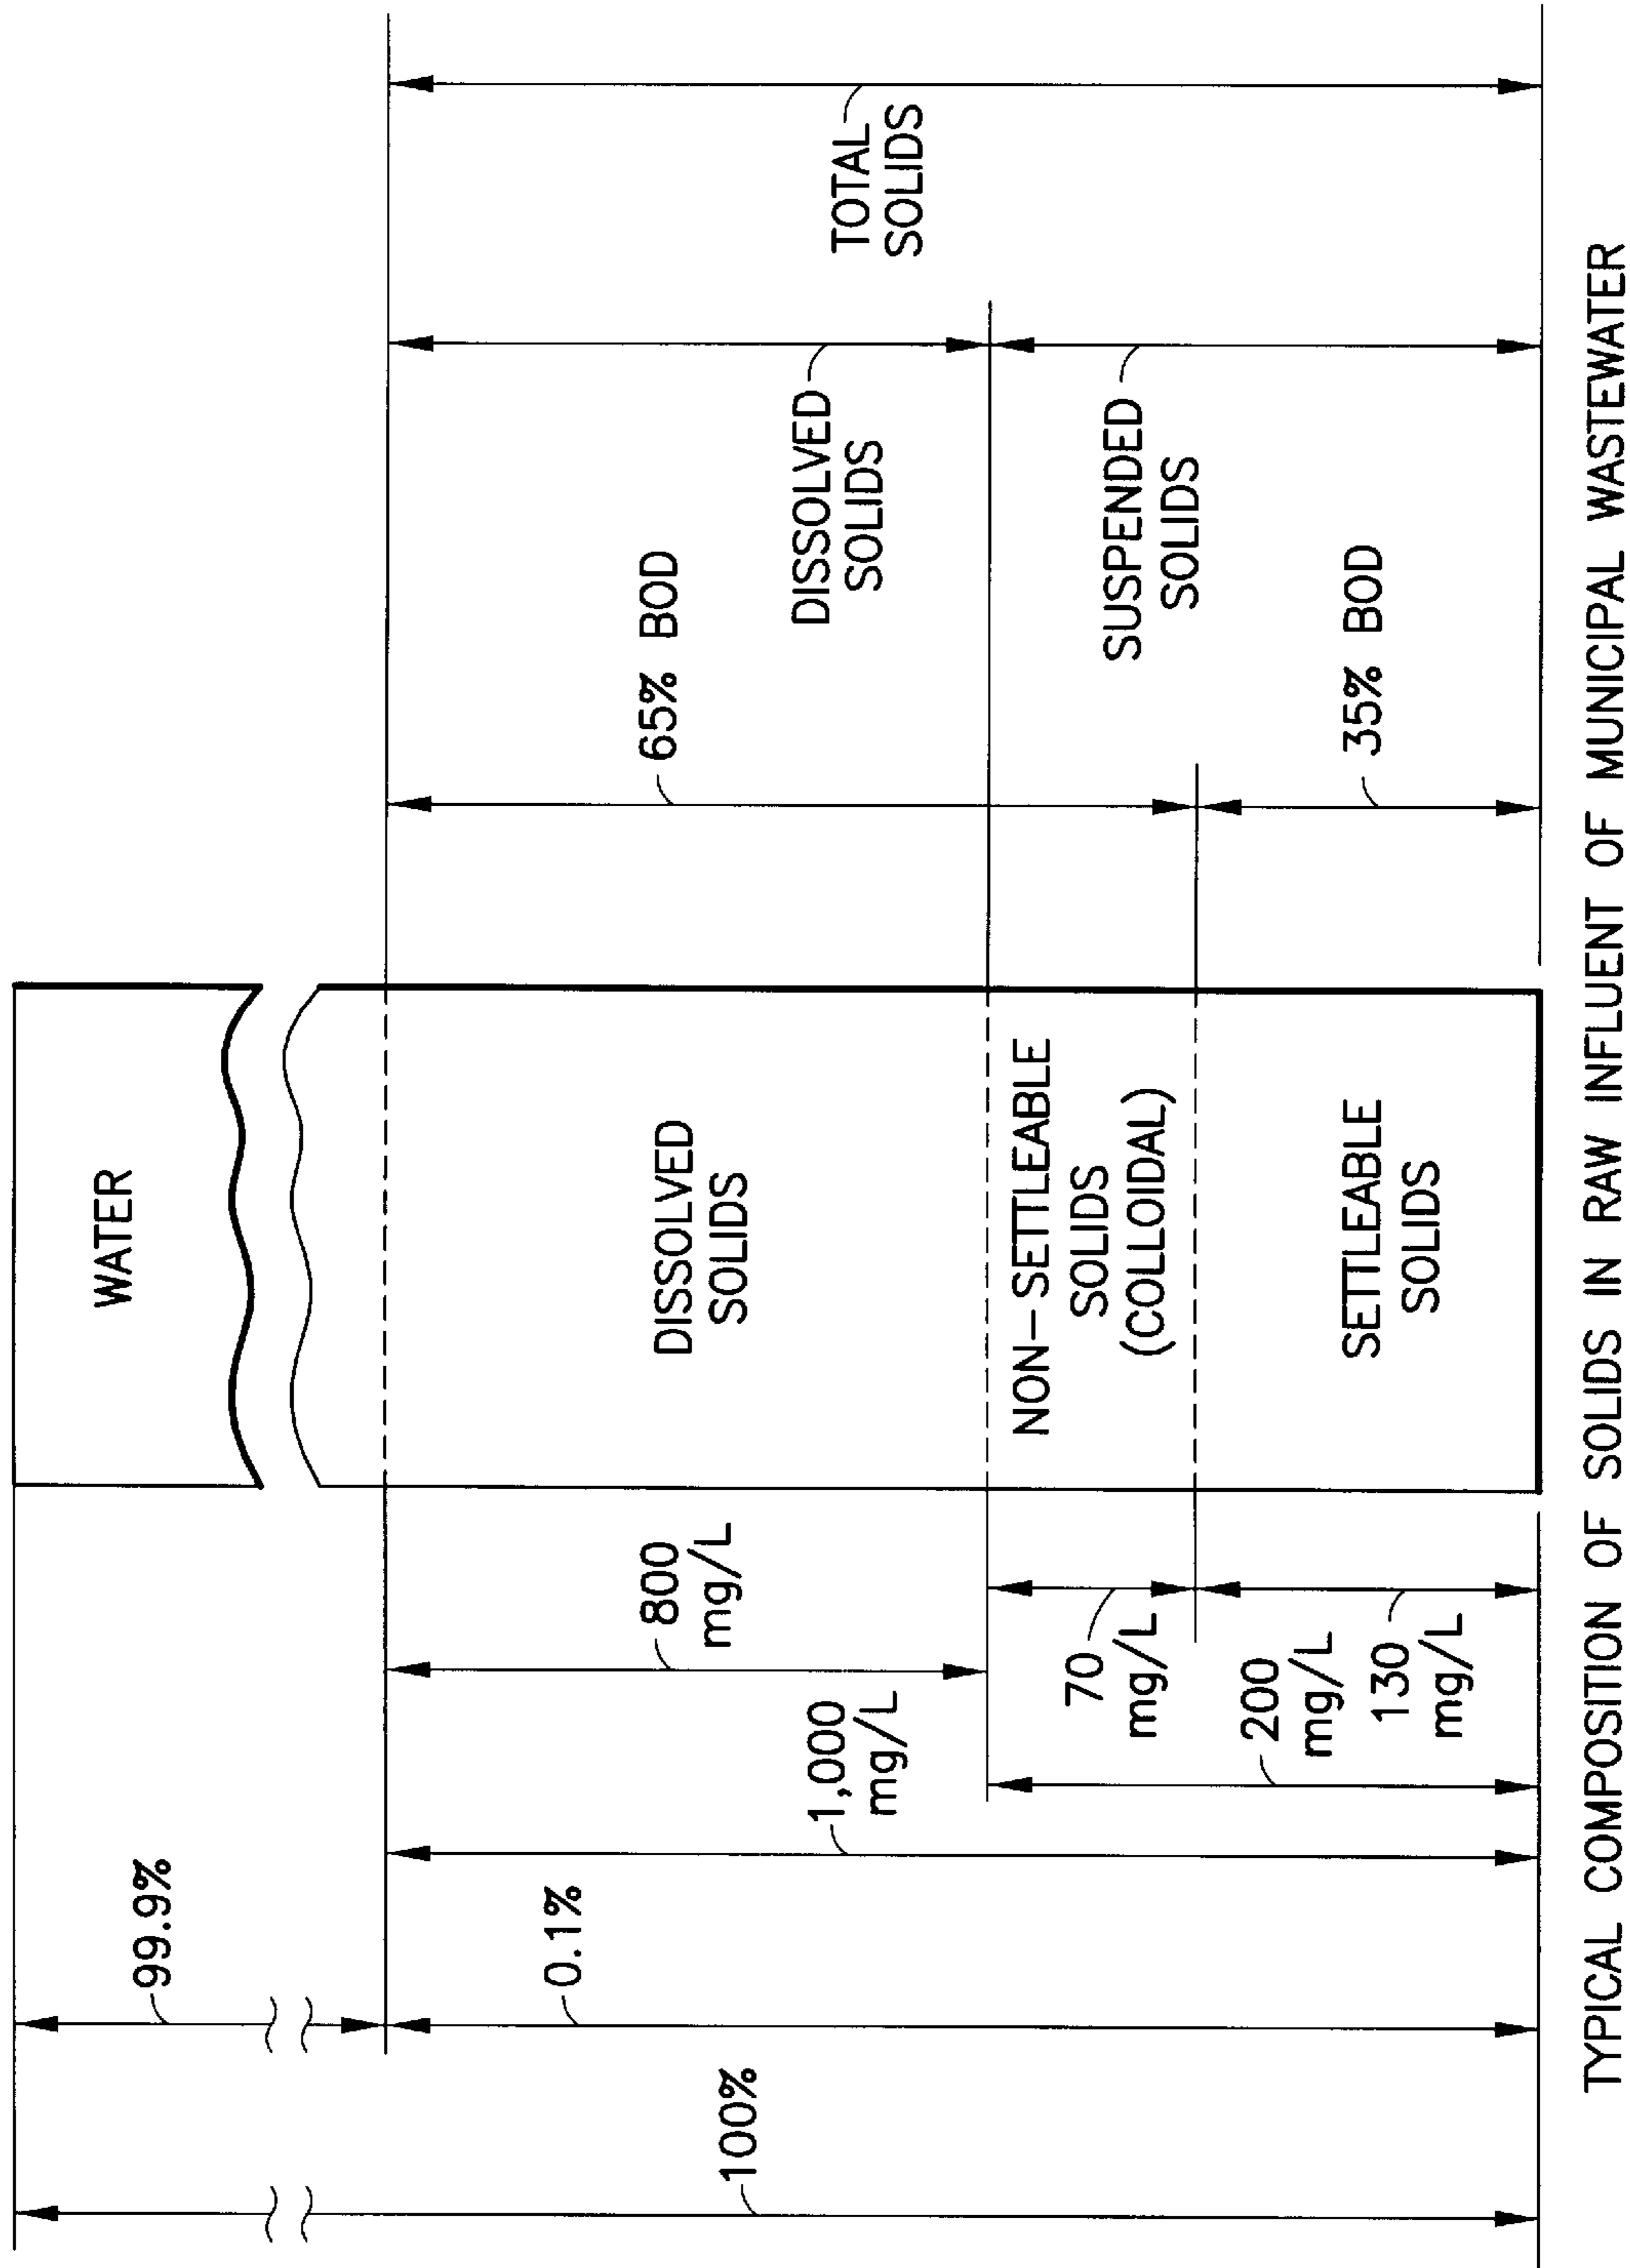 WATER
DISSOLVED
SOLIDS
NON-SETTLEABLE
SOLIDS
(COLLOIDAL)
SETTLEABLE
SOLIDS
100%
99.9%
0.1%
1,000
mg/L
800
mg/L
70
mg/L
200
mg/L
130
mg/L
65% BOD
35% BOD
DISSOLVED
SOLIDS
SUSPENDED
SOLIDS
TOTAL
SOLIDS
TYPICAL COMPOSITION OF SOLIDS IN RAW INFLUENT OF MUNICIPAL WASTEWATER